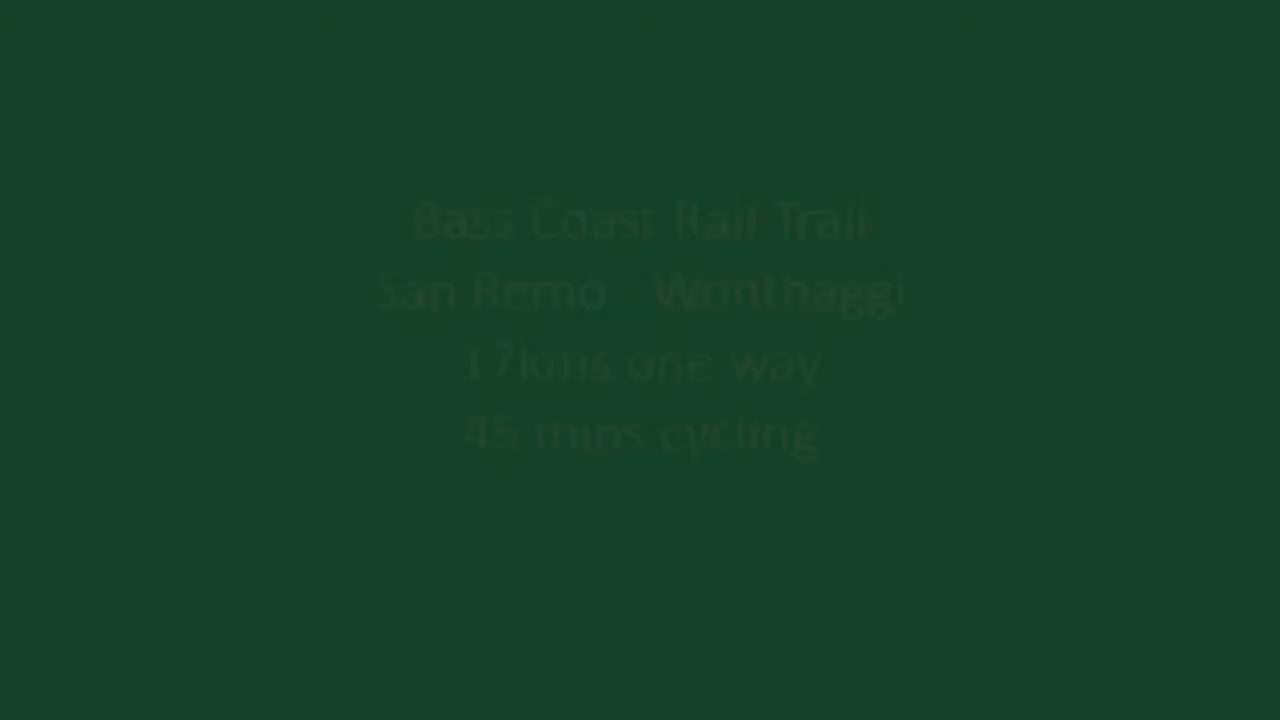 Bass Coast Rail Trail
San Remo - Wonthaggi
17kms one way
45 mins cycling